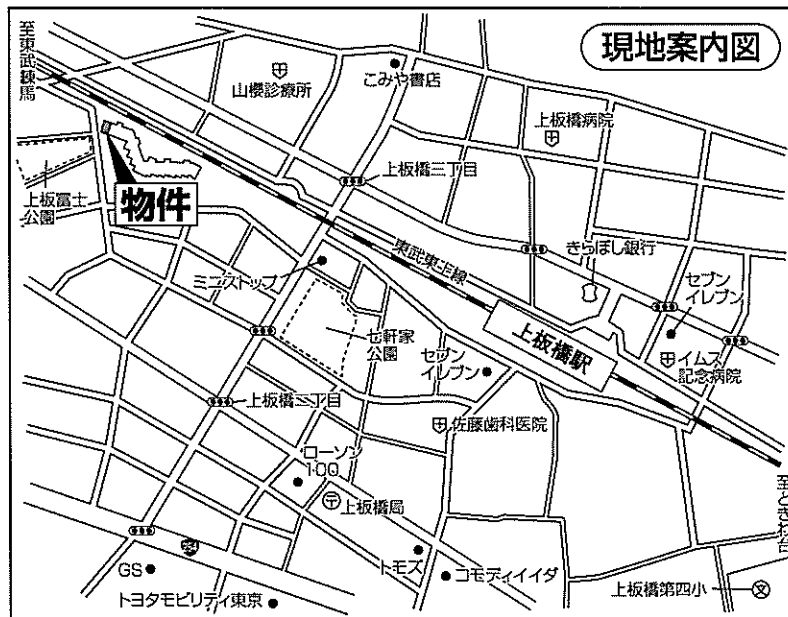 現地案内図
至東武練馬
山櫻診療所
こみや書店
上板橋病院
上板橋三丁目
上板富士
公園
物件
東武東上線
きらぼし銀行
ミニストップ
セブン
イレブン
七軒家
公園
上板橋駅
セブン
イレブン
イムス
記念病院
上板橋二丁目
佐藤歯科医院
ローソン
100
〒上板橋局
至ときわ台
254
GS
トモズ
コモディイイダ
上板橋第四小
文
トヨタモビリティ東京